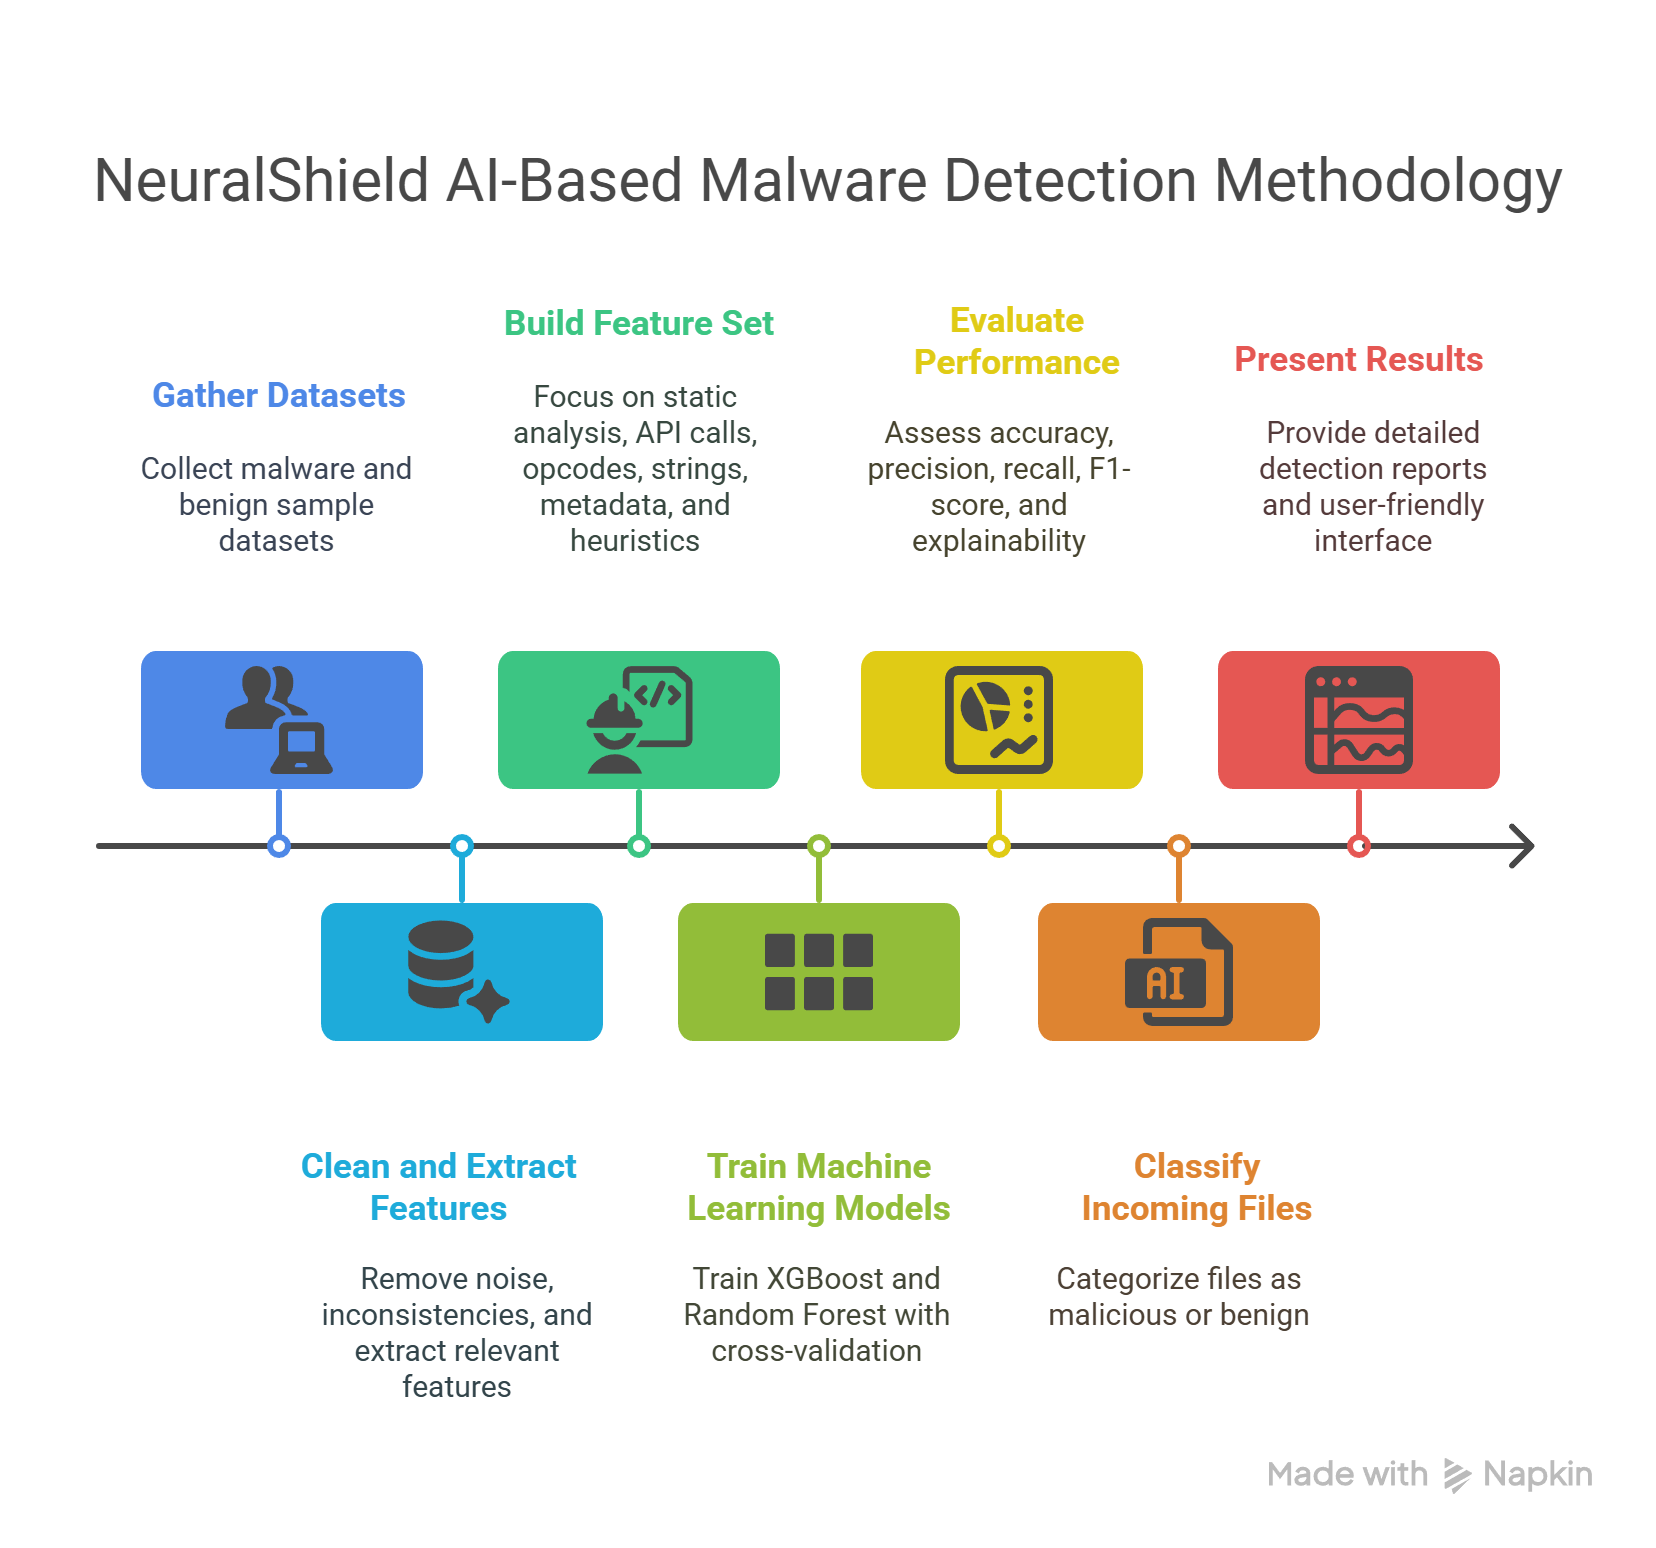 NeuralShield AI-Based Malware Detection Methodology
Gather Datasets
Collect malware and
benign sample
datasets
Build Feature Set
Focus on static
analysis, API calls,
opcodes, strings,
metadata, and
heuristics
Evaluate
Performance
Assess accuracy,
precision, recall, F1-
score, and
explainability
Present Results
Provide detailed
detection reports
and user-friendly
interface
AI
Clean and Extract
Features
Remove noise,
inconsistencies, and
extract relevant
features
Train Machine
Learning Models
Train XGBoost and
Random Forest with
cross-validation
Classify
Incoming Files
Categorize files as
malicious or benign
Made with Napkin